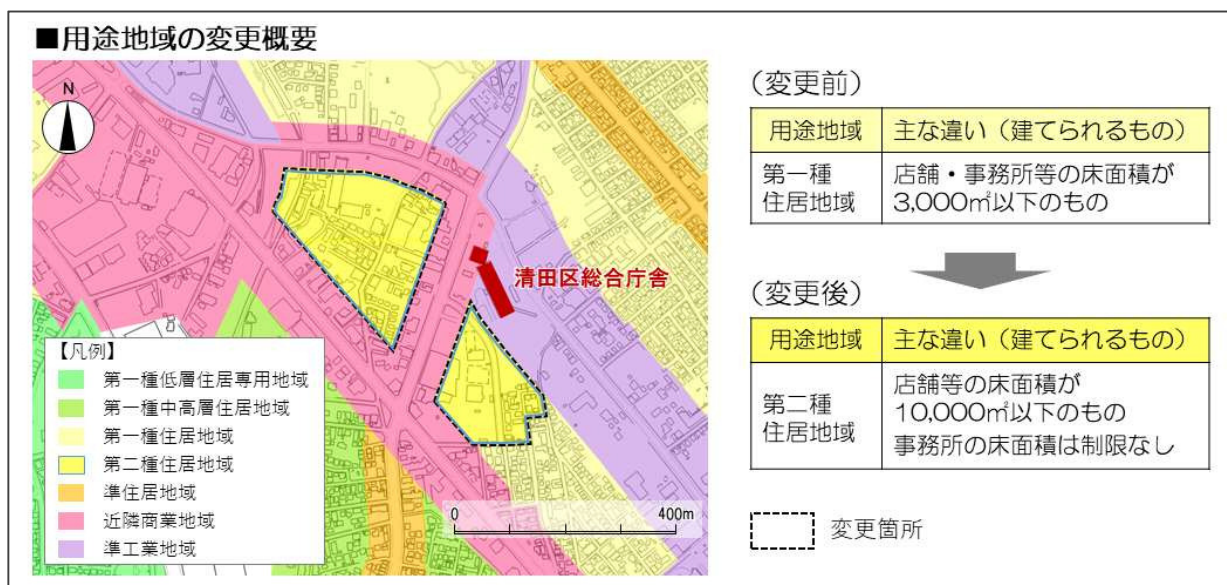 ■用途地域の変更概要
N
清田区総合庁舎
【凡例】
第一種低層住居専用地域
第一種中高層住居地域
第一種住居地域
第二種住居地域
準住居地域
近隣商業地域
準工業地域
0 400m
（変更前）
用途地域 主な違い（建てられるもの）
第一種 店舗・事務所等の床面積が
住居地域 3,000㎡以下のもの
（変更後）
用途地域 主な違い（建てられるもの）
第二種
住居地域
店舗等の床面積が
10,000㎡以下のもの
事務所の床面積は制限なし
変更箇所